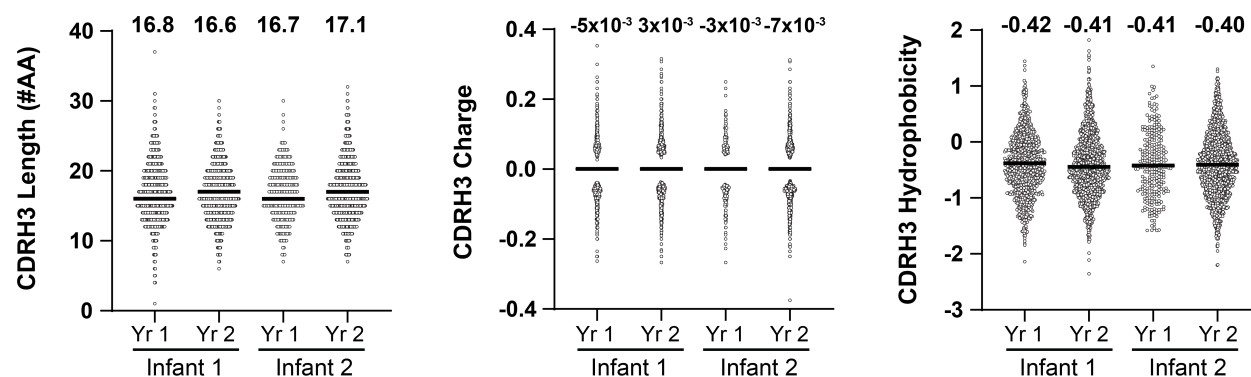 16.8 16.6 16.7 17.1
CDRH3 Length (#AA)
40
30
20
10
0
Yr 1 Yr 2 Yr 1 Yr 2
Infant 1 Infant 2
-5x10⁻³ 3x10⁻³ -3x10⁻³ -7x10⁻³
CDRH3 Charge
0.4
0.2
0.0
-0.2
-0.4
Yr 1 Yr 2 Yr 1 Yr 2
Infant 1 Infant 2
-0.42 -0.41 -0.41 -0.40
CDRH3 Hydrophobicity
2
1
0
-1
-2
-3
Yr 1 Yr 2 Yr 1 Yr 2
Infant 1 Infant 2